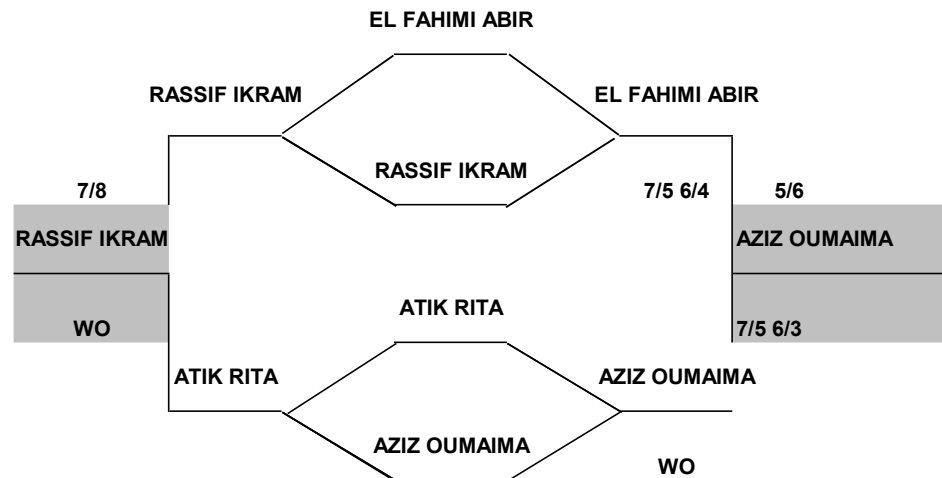 EL FAHIMI ABIR
RASSIF IKRAM
EL FAHIMI ABIR
RASSIF IKRAM
7/8
7/5 6/4
5/6
RASSIF IKRAM
AZIZ OUMAIMA
ATIK RITA
WO
7/5 6/3
ATIK RITA
AZIZ OUMAIMA
AZIZ OUMAIMA
WO